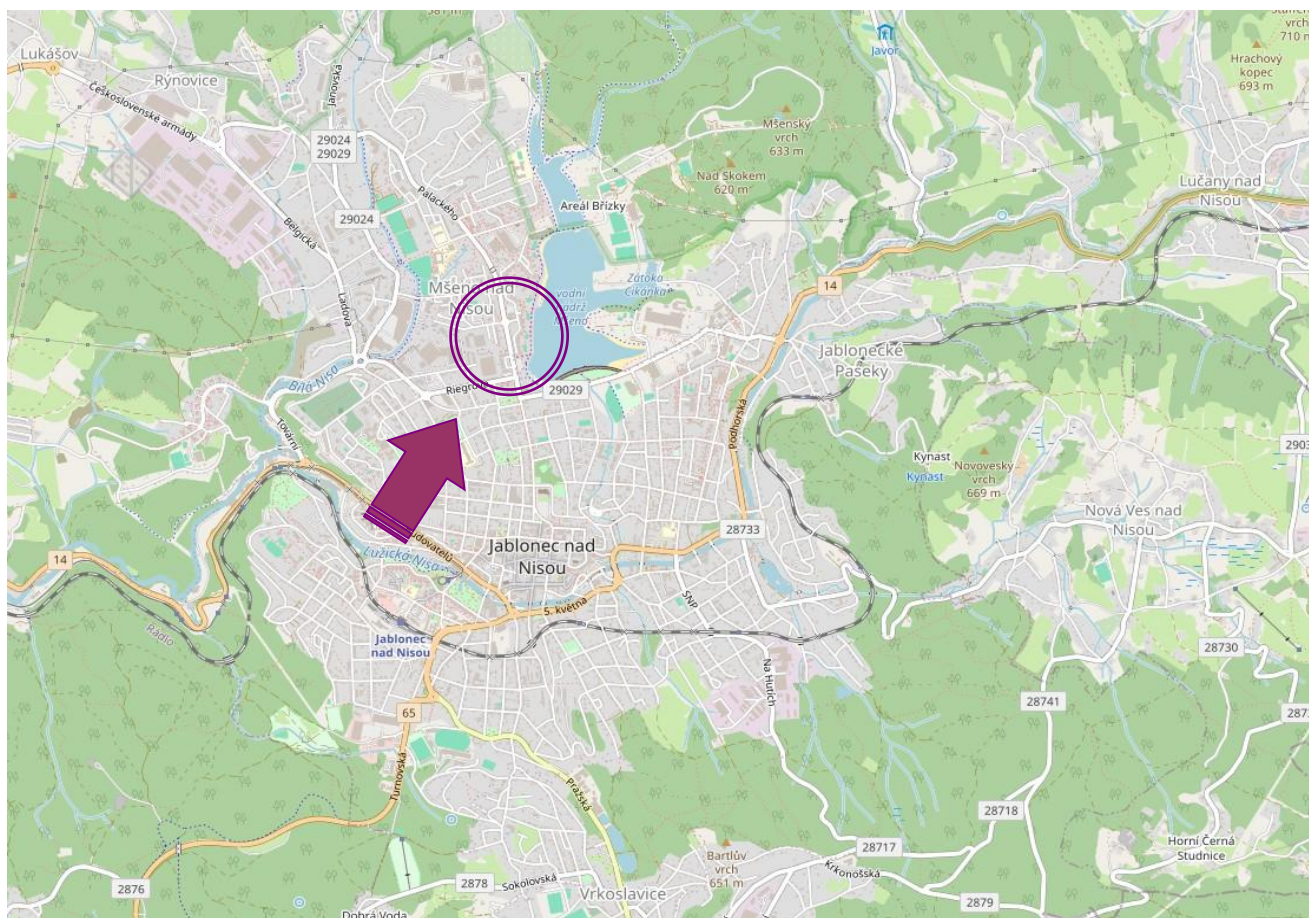 Lukášov
Rýnovice
Československé armády
Janovská
29024
29029
Palackého
29024
Belgická
Ladova
Javor
Mšenský
vrch
633 m
Nad Skokem
620 m
Areál Břízky
vrch
710 m
Hrachový
kopec
693 m
Lučany nad
Nisou
14
Mšeno nad
Nisou
Zátoka
Cikánka
Bílá Nisa
Riegrova
29029
Jablonecké
Paseky
Tovární
Podhorská
Kynast
Kynast
Novoveský
vrch
669 m
Nová Ves nad
Nisou
28733
Lužická Nisa
Jablonec nad
Nisou
14
5. května
SNP
Rádlo
Jablonec
nad Nisou
Na Hutích
28730
28741
65
Turnovská
Pražská
28718
Horní Černá
Studnice
Bartlův
vrch
651 m
28717
Krkonošská
2876
2878
Sokolovská
Vrkoslavice
2879
Dobrá Voda